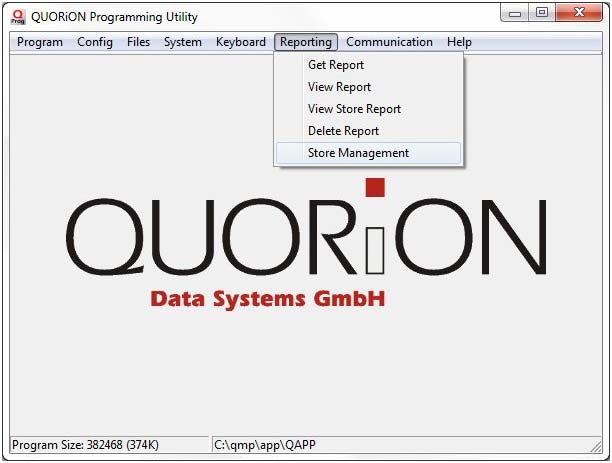 Q
Prog
QUORiON Programming Utility
Program Config Files System Keyboard Reporting Communication Help
Get Report
View Report
View Store Report
Delete Report
Store Management
QUORiON
Data Systems GmbH
Program Size: 382468 (374K) C:\qmp\app\QAPP